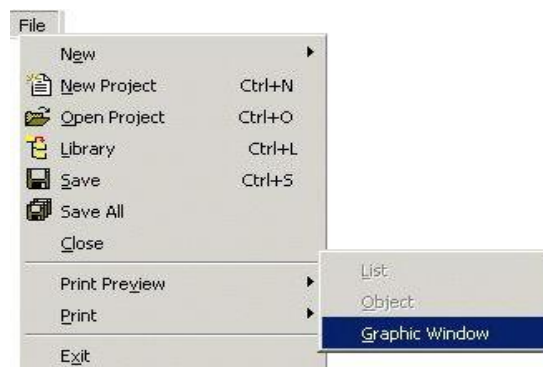 File
New
New Project Ctrl+N
Open Project Ctrl+O
Library Ctrl+L
Save Ctrl+S
Save All
Close
Print Preview
Print
Exit
List
Object
Graphic Window